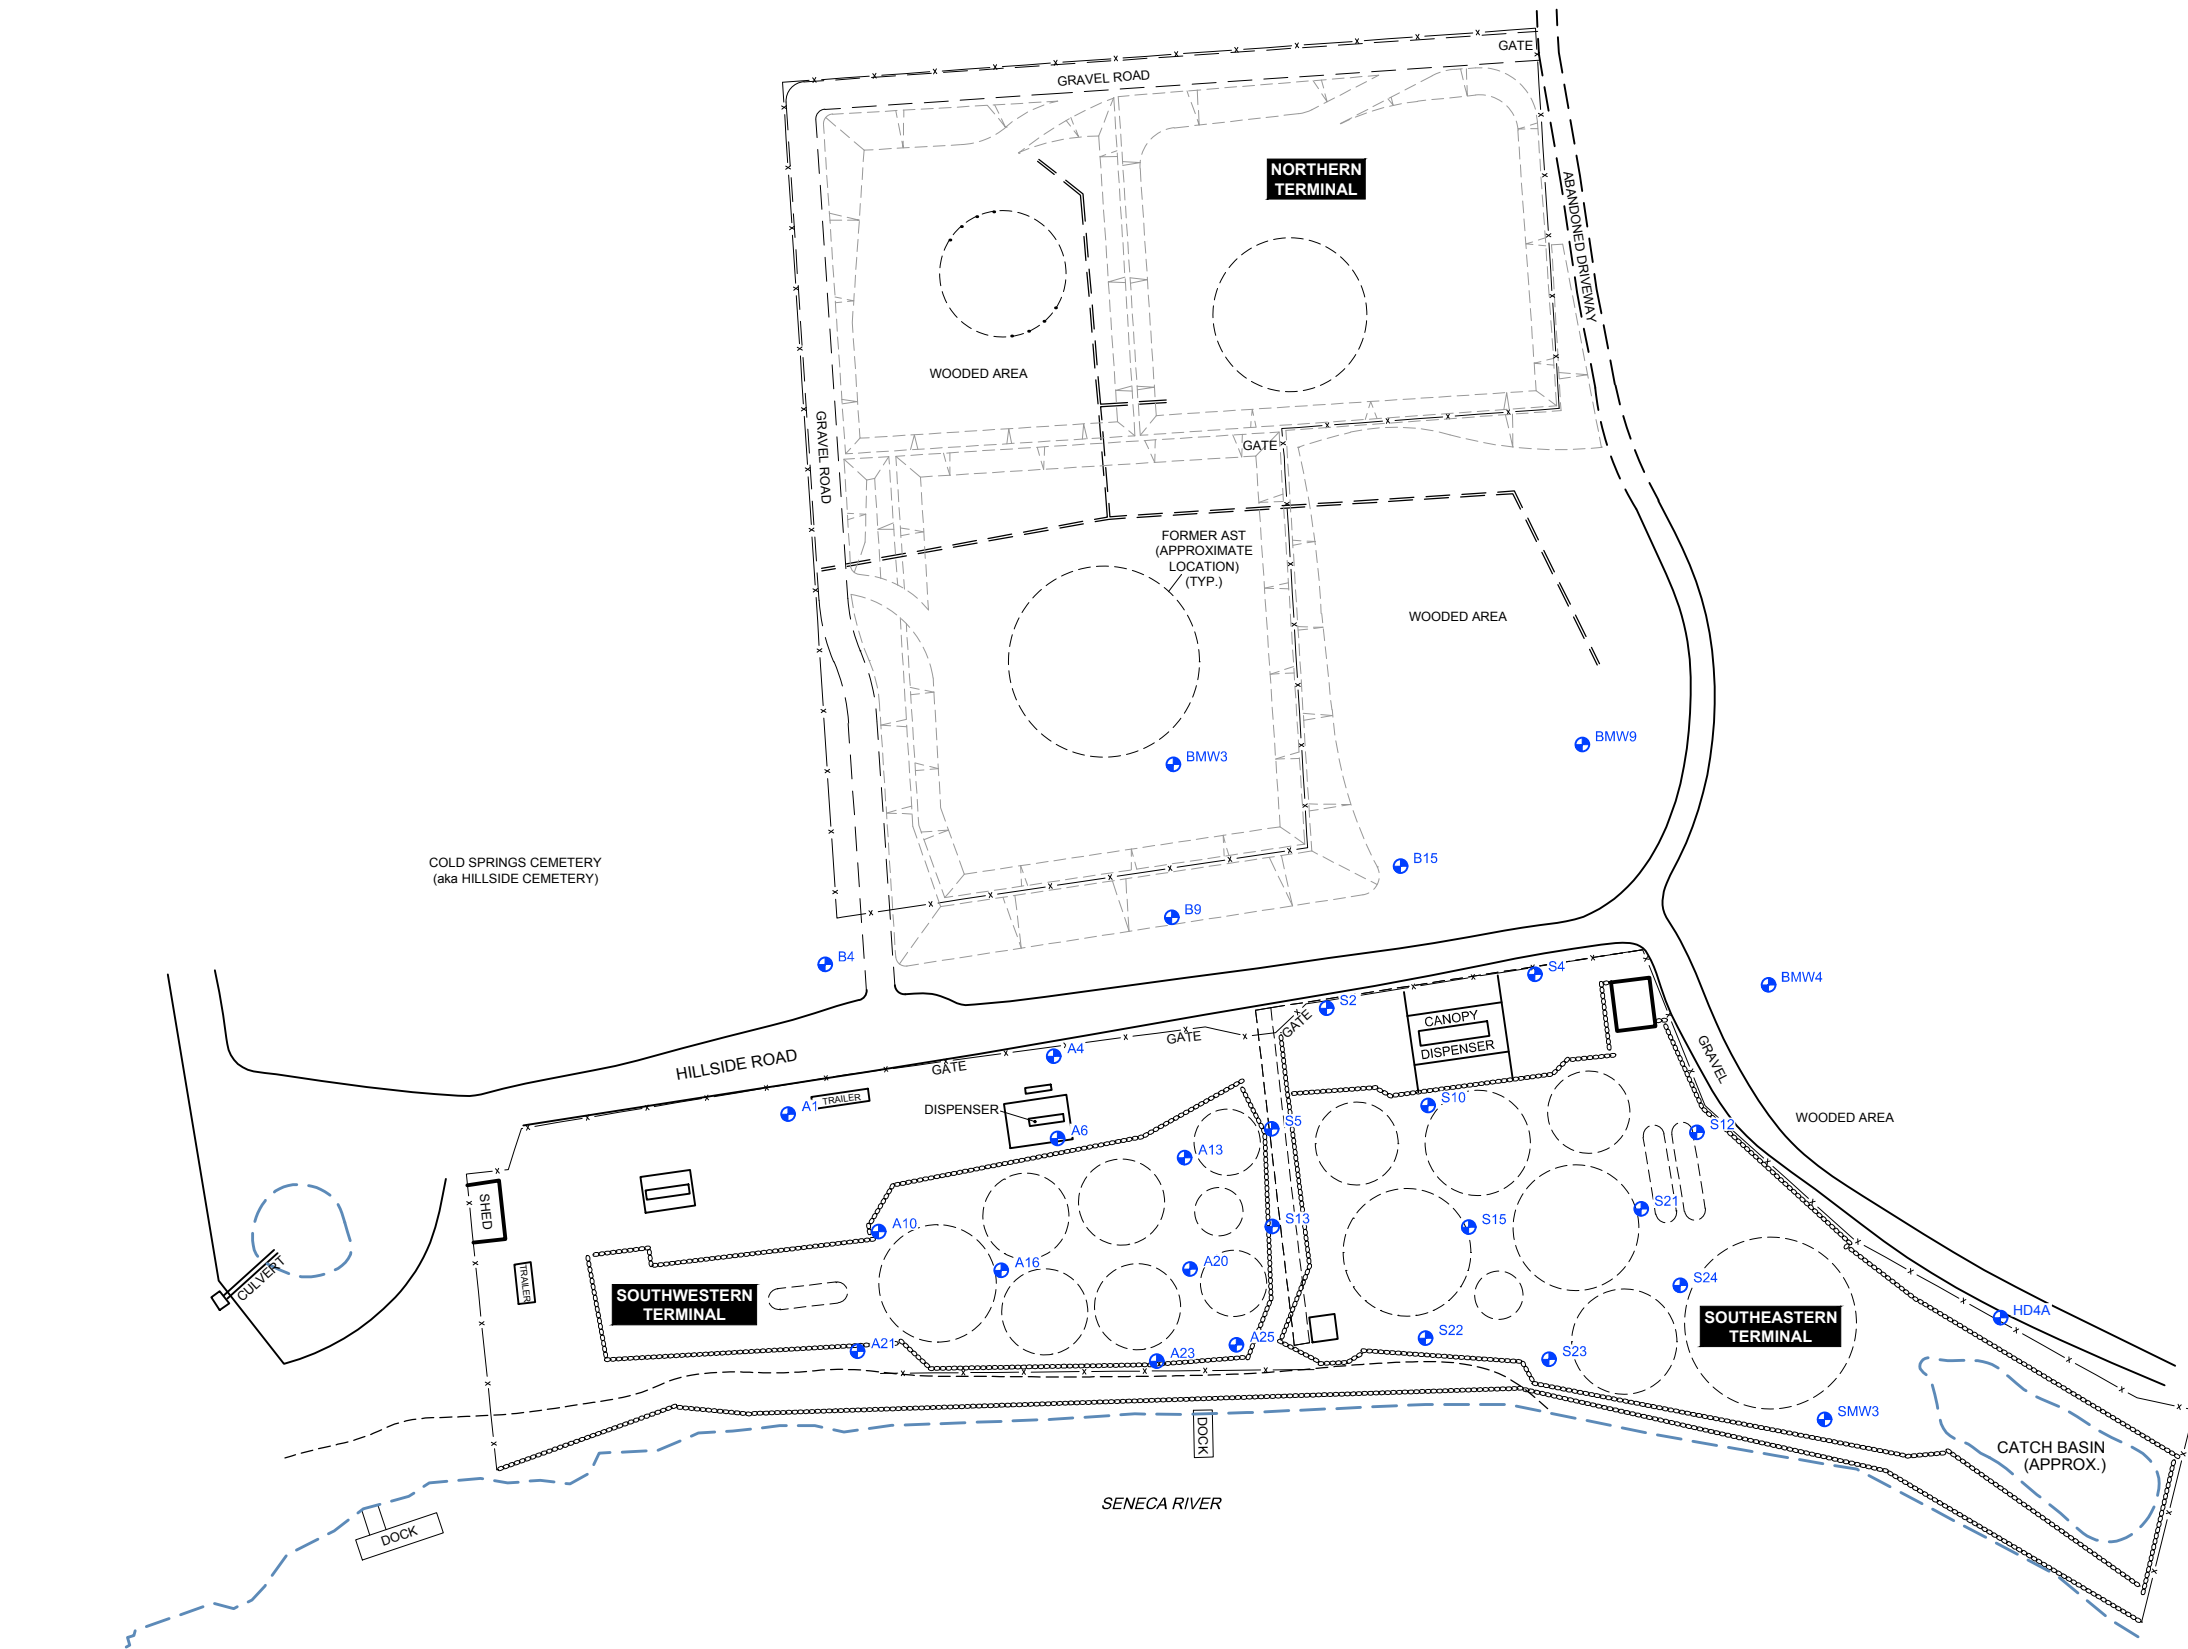 GATE
GRAVEL ROAD
NORTHERN
TERMINAL
ABANDONED DRIVEWAY
WOODED AREA
GRAVEL ROAD
GATE
FORMER AST
(APPROXIMATE
LOCATION)
(TYP.)
WOODED AREA
BMW9
BMW3
COLD SPRINGS CEMETERY
(aka HILLSIDE CEMETERY)
B15
B9
B4
S4
BMW4
S2
CANOPY
GATE
GATE
DISPENSER
A4
HILLSIDE ROAD
GATE
GRAVEL
TRAILER
A1
DISPENSER
S10
WOODED AREA
S5
S12
A6
A13
SHED
S21
A10
S13
S15
CULVERT
A16
A20
TRAILER
S24
SOUTHWESTERN
TERMINAL
SOUTHEASTERN
TERMINAL
HD4A
A21
A23
A25
S22
S23
SMW3
DOCK
CATCH BASIN
(APPROX.)
SENECA RIVER
DOCK